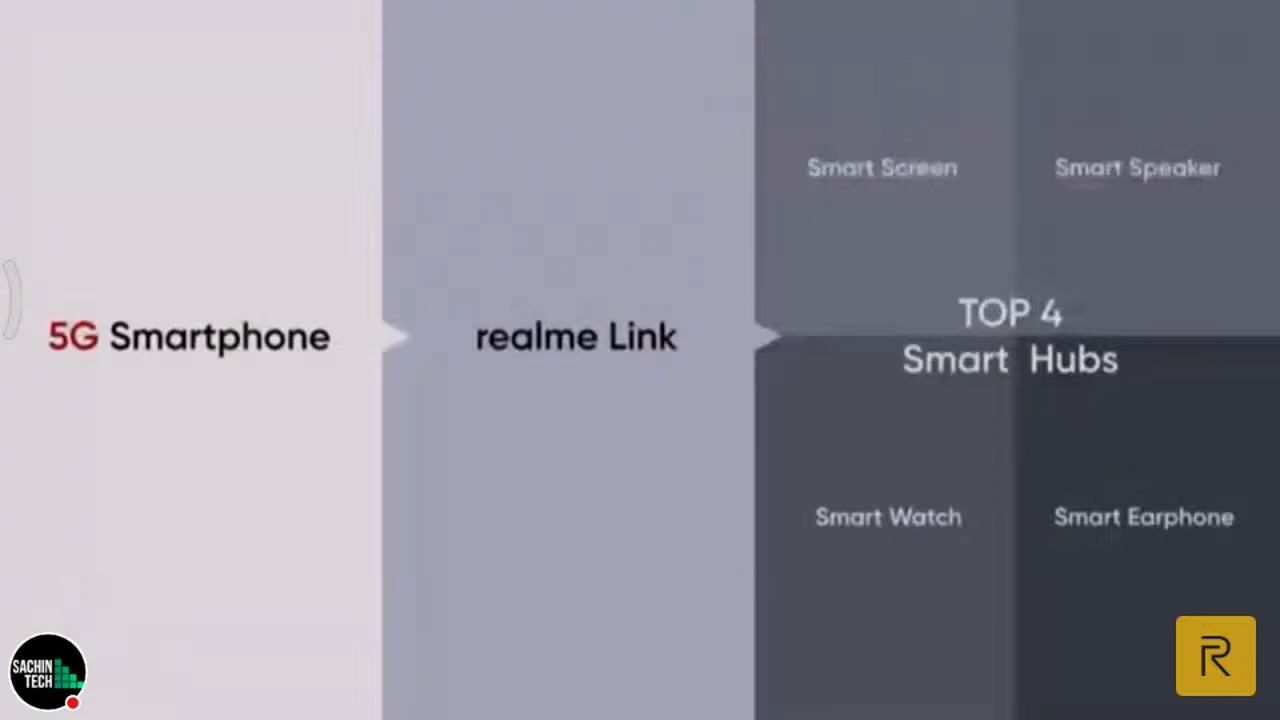 5G Smartphone
realme Link
Smart Screen
Smart Speaker
TOP 4
Smart Hubs
Smart Watch
Smart Earphone
SACHIN
TECH
R